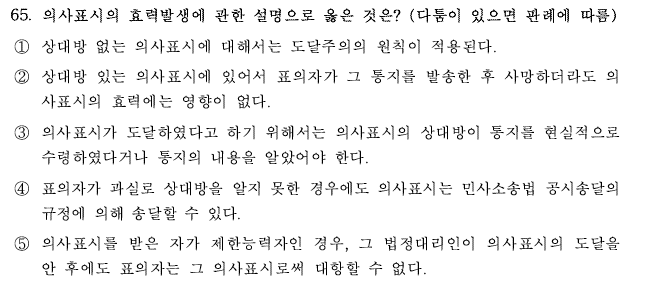 65. 의사표시의 효력발생에 관한 설명으로 옳은 것은? (다툼이 있으면 판례에 따름)
① 상대방 없는 의사표시에 대해서는 도달주의의 원칙이 적용된다.
② 상대방 있는 의사표시에 있어서 표의자가 그 통지를 발송한 후 사망하더라도 의
사표시의 효력에는 영향이 없다.
③ 의사표시가 도달하였다고 하기 위해서는 의사표시의 상대방이 통지를 현실적으로
수령하였다거나 통지의 내용을 알았어야 한다.
④ 표의자가 과실로 상대방을 알지 못한 경우에도 의사표시는 민사소송법 공시송달의
규정에 의해 송달할 수 있다.
⑤ 의사표시를 받은 자가 제한능력자인 경우, 그 법정대리인이 의사표시의 도달을
안 후에도 표의자는 그 의사표시로써 대항할 수 없다.